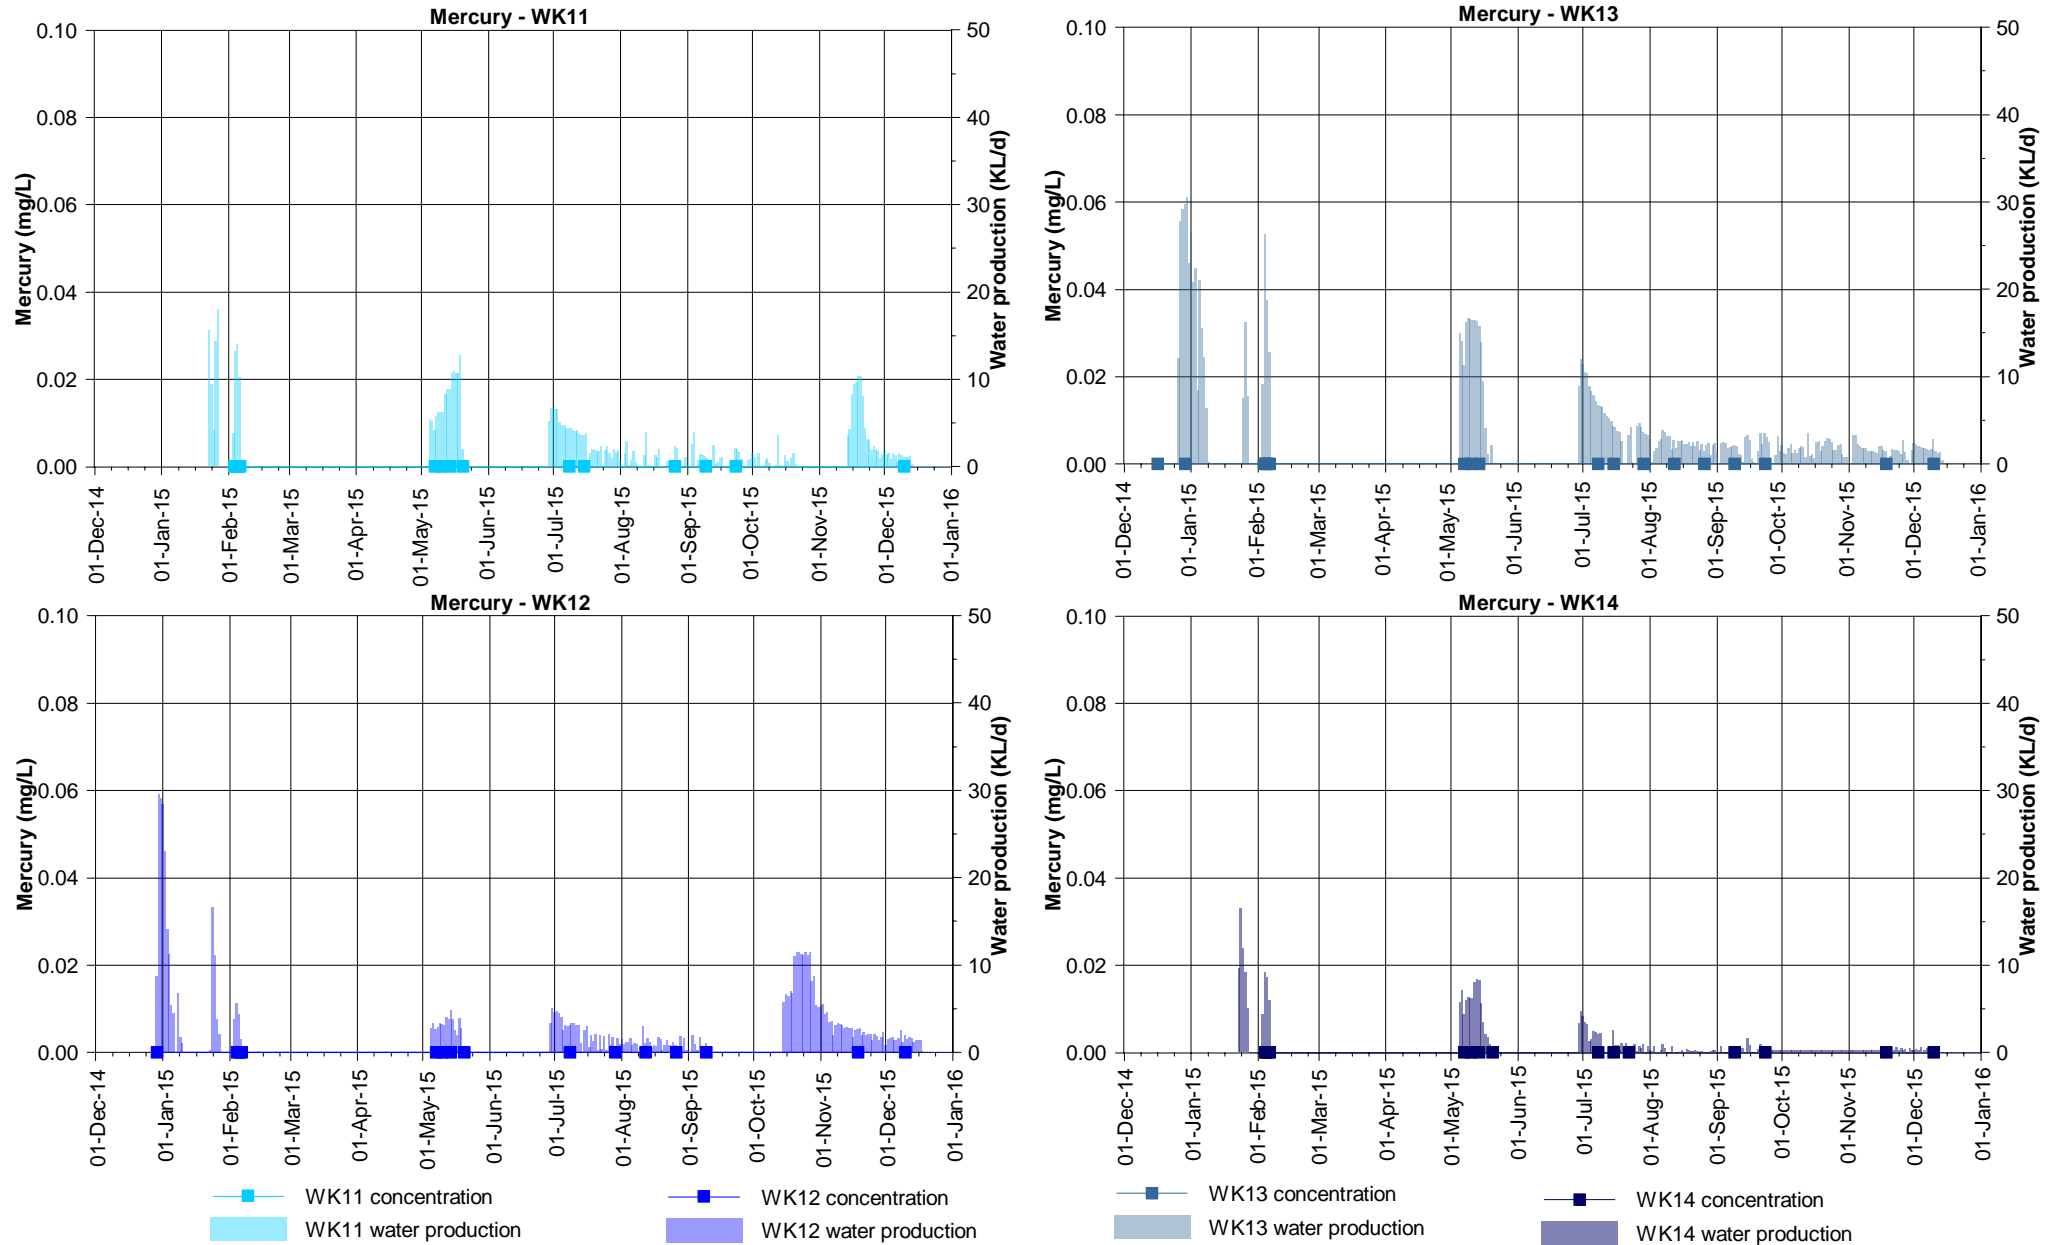 Mercury - WK11
0.10
0.08
0.06
0.04
0.02
0.00
Mercury (mg/L)
50
40
30
20
10
0
Water production (KL/d)
01-Dec-14
01-Jan-15
01-Feb-15
01-Mar-15
01-Apr-15
01-May-15
01-Jun-15
01-Jul-15
01-Aug-15
01-Sep-15
01-Oct-15
01-Nov-15
01-Dec-15
01-Jan-16
Mercury - WK13
0.10
0.08
0.06
0.04
0.02
0.00
Mercury (mg/L)
50
40
30
20
10
0
Water production (KL/d)
01-Dec-14
01-Jan-15
01-Feb-15
01-Mar-15
01-Apr-15
01-May-15
01-Jun-15
01-Jul-15
01-Aug-15
01-Sep-15
01-Oct-15
01-Nov-15
01-Dec-15
01-Jan-16
Mercury - WK12
0.10
0.08
0.06
0.04
0.02
0.00
Mercury (mg/L)
50
40
30
20
10
0
Water production (KL/d)
01-Dec-14
01-Jan-15
01-Feb-15
01-Mar-15
01-Apr-15
01-May-15
01-Jun-15
01-Jul-15
01-Aug-15
01-Sep-15
01-Oct-15
01-Nov-15
01-Dec-15
01-Jan-16
Mercury - WK14
0.10
0.08
0.06
0.04
0.02
0.00
Mercury (mg/L)
50
40
30
20
10
0
Water production (KL/d)
01-Dec-14
01-Jan-15
01-Feb-15
01-Mar-15
01-Apr-15
01-May-15
01-Jun-15
01-Jul-15
01-Aug-15
01-Sep-15
01-Oct-15
01-Nov-15
01-Dec-15
01-Jan-16
WK11 concentration
WK11 water production
WK12 concentration
WK12 water production
WK13 concentration
WK13 water production
WK14 concentration
WK14 water production